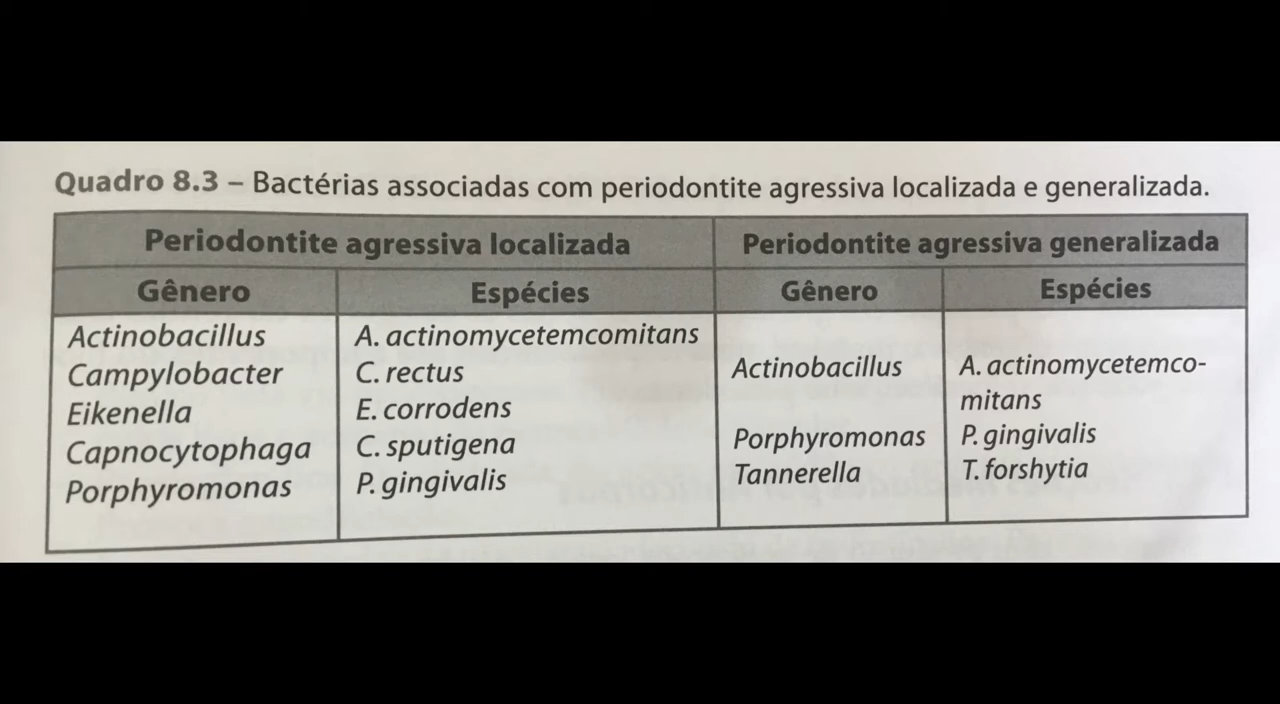 Quadro 8.3 – Bactérias associadas com periodontite agressiva localizada e generalizada.
Periodontite agressiva localizada Periodontite agressiva generalizada
Gênero Espécies Gênero Espécies
Actinobacillus A. actinomycetemcomitans
Campylobacter C. rectus Actinobacillus A. actinomycetemco-
Eikenella E. corrodens mitans
Capnocytophaga C. sputigena Porphyromonas P. gingivalis
Porphyromonas P. gingivalis Tannerella T. forshytia